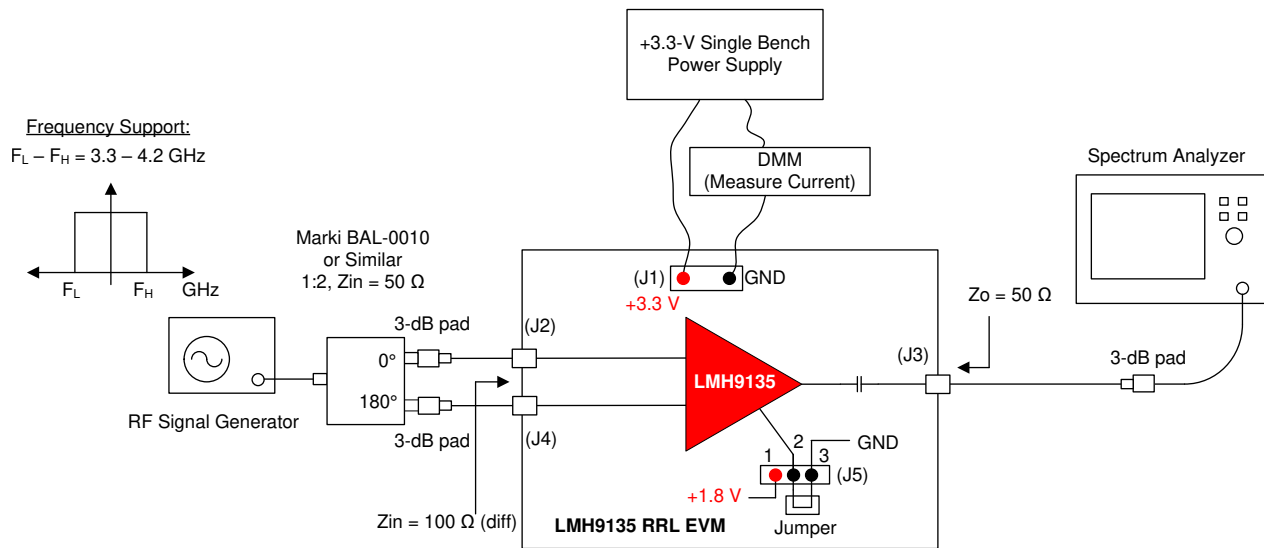 +3.3-V Single Bench
Power Supply
Frequency Support:
FL – FH = 3.3 – 4.2 GHz
DMM
(Measure Current)
Spectrum Analyzer
Marki BAL-0010
or Similar
1:2, Zin = 50 Ω
FL
FH
GHz
(J1)
GND
+3.3 V
Zo = 50 Ω
3-dB pad
(J2)
0°
(J3)
3-dB pad
LMH9135
180°
RF Signal Generator
3-dB pad
(J4)
GND
1
2
3
(J5)
+1.8 V
Jumper
Zin = 100 Ω (diff)
LMH9135 RRL EVM